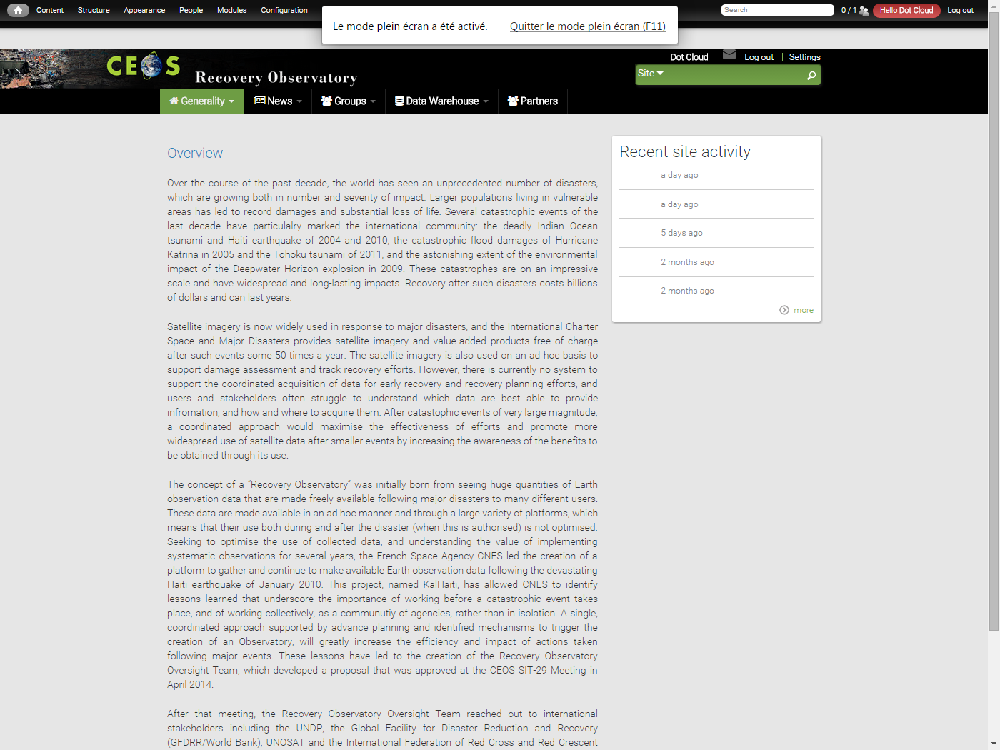 Content Structure Appearance People Modules Configuration
Search 0 / 1 Hello Dot Cloud Log out
Le mode plein écran a été activé. Quitter le mode plein écran (F11)
CEOS Recovery Observatory
Dot Cloud Log out | Settings
Site
Generality News Groups Data Warehouse Partners
Overview
Over the course of the past decade, the world has seen an unprecedented number of disasters,
which are growing both in number and severity of impact. Larger populations living in vulnerable
areas has led to record damages and substantial loss of life. Several catastrophic events of the
last decade have particulalry marked the international community: the deadly Indian Ocean
tsunami and Haiti earthquake of 2004 and 2010; the catastrophic flood damages of Hurricane
Katrina in 2005 and the Tohoku tsunami of 2011, and the astonishing extent of the environmental
impact of the Deepwater Horizon explosion in 2009. These catastrophes are on an impressive
scale and have widespread and long-lasting impacts. Recovery after such disasters costs billions
of dollars and can last years.
Satellite imagery is now widely used in response to major disasters, and the International Charter
Space and Major Disasters provides satellite imagery and value-added products free of charge
after such events some 50 times a year. The satellite imagery is also used on an ad hoc basis to
support damage assessment and track recovery efforts. However, there is currently no system to
support the coordinated acquisition of data for early recovery and recovery planning efforts, and
users and stakeholders often struggle to understand which data are best able to provide
infromation, and how and where to acquire them. After catastophic events of very large magnitude,
a coordinated approach would maximise the effectiveness of efforts and promote more
widespread use of satellite data after smaller events by increasing the awareness of the benefits to
be obtained through its use.
The concept of a "Recovery Observatory" was initially born from seeing huge quantities of Earth
observation data that are made freely available following major disasters to many different users.
These data are made available in an ad hoc manner and through a large variety of platforms, which
means that their use both during and after the disaster (when this is authorised) is not optimised.
Seeking to optimise the use of collected data, and understanding the value of implementing
systematic observations for several years, the French Space Agency CNES led the creation of a
platform to gather and continue to make available Earth observation data following the devastating
Haiti earthquake of January 2010. This project, named KalHaiti, has allowed CNES to identify
lessons learned that underscore the importance of working before a catastrophic event takes
place, and of working collectively, as a communutiy of agencies, rather than in isolation. A single,
coordinated approach supported by advance planning and identified mechanisms to trigger the
creation of an Observatory, will greatly increase the efficiency and impact of actions taken
following major events. These lessons have led to the creation of the Recovery Observatory
Oversight Team, which developed a proposal that was approved at the CEOS SIT-29 Meeting in
April 2014.
After that meeting, the Recovery Observatory Oversight Team reached out to international
stakeholders including the UNDP, the Global Facility for Disaster Reduction and Recovery
(GFDRR/World Bank), UNOSAT and the International Federation of Red Cross and Red Crescent
Recent site activity
a day ago
a day ago
5 days ago
2 months ago
2 months ago
more